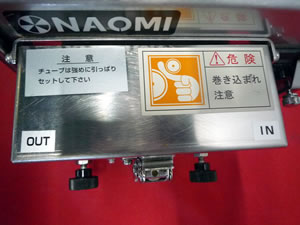 NAOMI
注 意
チューブは強めに引っぱり
セットして下さい
危 険
巻き込まれ
注意
OUT
IN